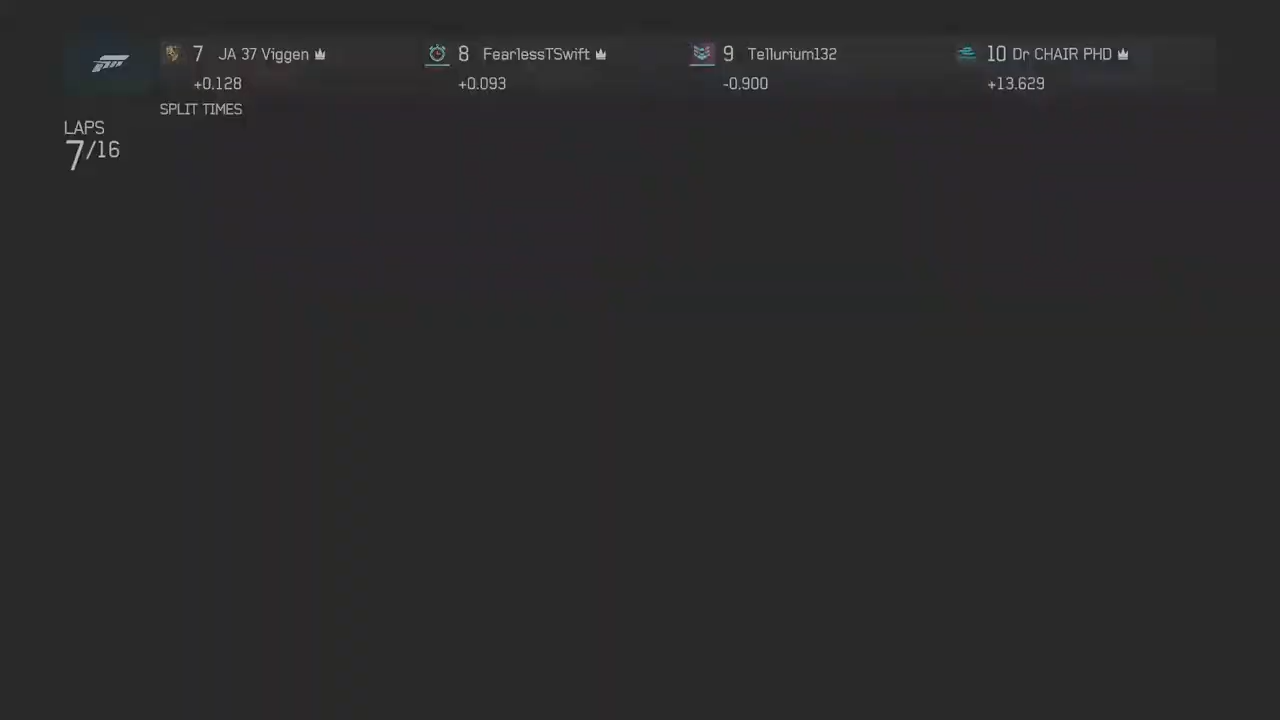 7 JA 37 Viggen 8 FearlessTSwift 9 Tellurium132 10 Dr CHAIR PHD
+0.128 +0.093 -0.900 +13.629
SPLIT TIMES
LAPS
7/16